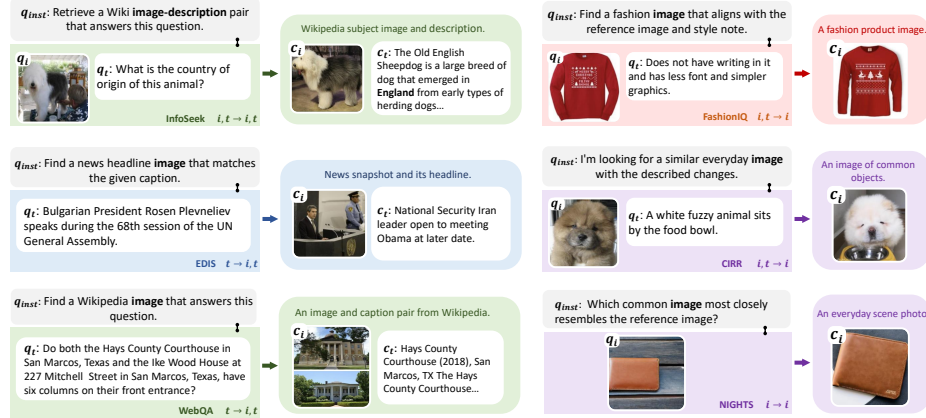 q_inst: Retrieve a Wiki image-description pair
that answers this question.
q_i
q_t: What is the country of
origin of this animal?
InfoSeek i, t → i, t
Wikipedia subject image and description.
c_i
c_t: The Old English
Sheepdog is a large breed of
dog that emerged in
England from early types of
herding dogs...
q_inst: Find a fashion image that aligns with the
reference image and style note.
q_i
q_t: Does not have writing in it
and has less font and simpler
graphics.
FashionIQ i, t → i
A fashion product image.
c_i
q_inst: Find a news headline image that matches
the given caption.
q_t: Bulgarian President Rosen Plevneliev
speaks during the 68th session of the UN
General Assembly.
EDIS t → i, t
News snapshot and its headline.
c_i
c_t: National Security Iran
leader open to meeting
Obama at later date.
q_inst: I'm looking for a similar everyday image
with the described changes.
q_i
q_t: A white fuzzy animal sits
by the food bowl.
CIRR i, t → i
An image of common
objects.
c_i
q_inst: Find a Wikipedia image that answers this
question.
q_t: Do both the Hays County Courthouse in
San Marcos, Texas and the Ike Wood House at
227 Mitchell Street in San Marcos, Texas, have
six columns on their front entrance?
WebQA t → i, t
An image and caption pair from Wikipedia.
c_i
c_t: Hays County
Courthouse (2018), San
Marcos, TX The Hays
County Courthouse...
q_inst: Which common image most closely
resembles the reference image?
q_i
NIGHTS i → i
An everyday scene photo
c_i